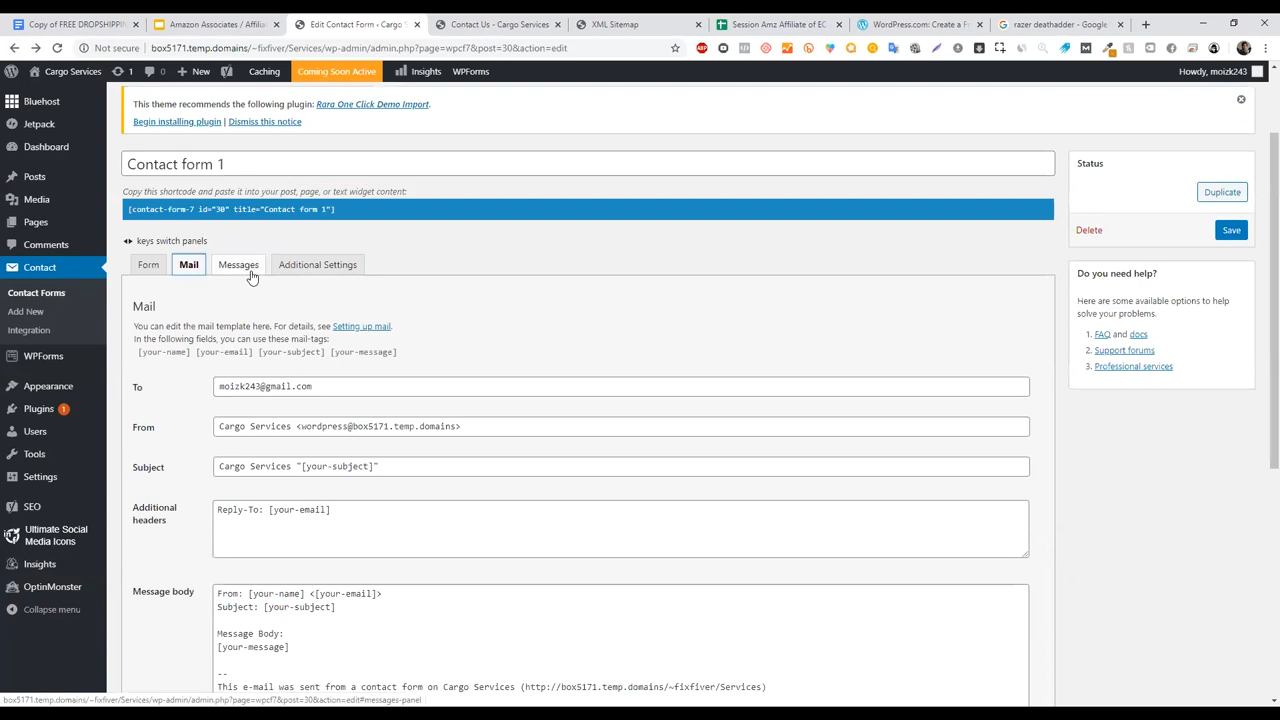 Copy of FREE DROPSHIPPIN
Amazon Associates / Affiliat
Edit Contact Form ‹ Cargo S
Contact Us - Cargo Services
XML Sitemap
Session Amz Affiliate of EC
WordPress.com: Create a Fr
razer deathadder - Google
Not secure
box5171.temp.domains/~fixfiver/Services/wp-admin/admin.php?page=wpcf7&post=30&action=edit
Cargo Services
1
0
New
Caching
Coming Soon Active
Insights
WPForms
Howdy, moizk243
Bluehost
Jetpack
Dashboard
Posts
Media
Pages
Comments
Contact
Contact Forms
Add New
Integration
WPForms
Appearance
Plugins 1
Users
Tools
Settings
SEO
Ultimate Social
Media Icons
Insights
OptinMonster
Collapse menu
This theme recommends the following plugin: Rara One Click Demo Import.
Begin installing plugin | Dismiss this notice
Contact form 1
Copy this shortcode and paste it into your post, page, or text widget content:
[contact-form-7 id="30" title="Contact form 1"]
keys switch panels
Form
Mail
Messages
Additional Settings
Mail
You can edit the mail template here. For details, see Setting up mail.
In the following fields, you can use these mail-tags:
[your-name] [your-email] [your-subject] [your-message]
To
moizk243@gmail.com
From
Cargo Services <wordpress@box5171.temp.domains>
Subject
Cargo Services "[your-subject]"
Additional
headers
Reply-To: [your-email]
Message body
From: [your-name] <[your-email]>
Subject: [your-subject]
Message Body:
[your-message]
--
This e-mail was sent from a contact form on Cargo Services (http://box5171.temp.domains/~fixfiver/Services)
Status
Duplicate
Delete
Save
Do you need help?
Here are some available options to help
solve your problems.
1. FAQ and docs
2. Support forums
3. Professional services
box5171.temp.domains/~fixfiver/Services/wp-admin/admin.php?page=wpcf7&post=30&action=edit#messages-panel